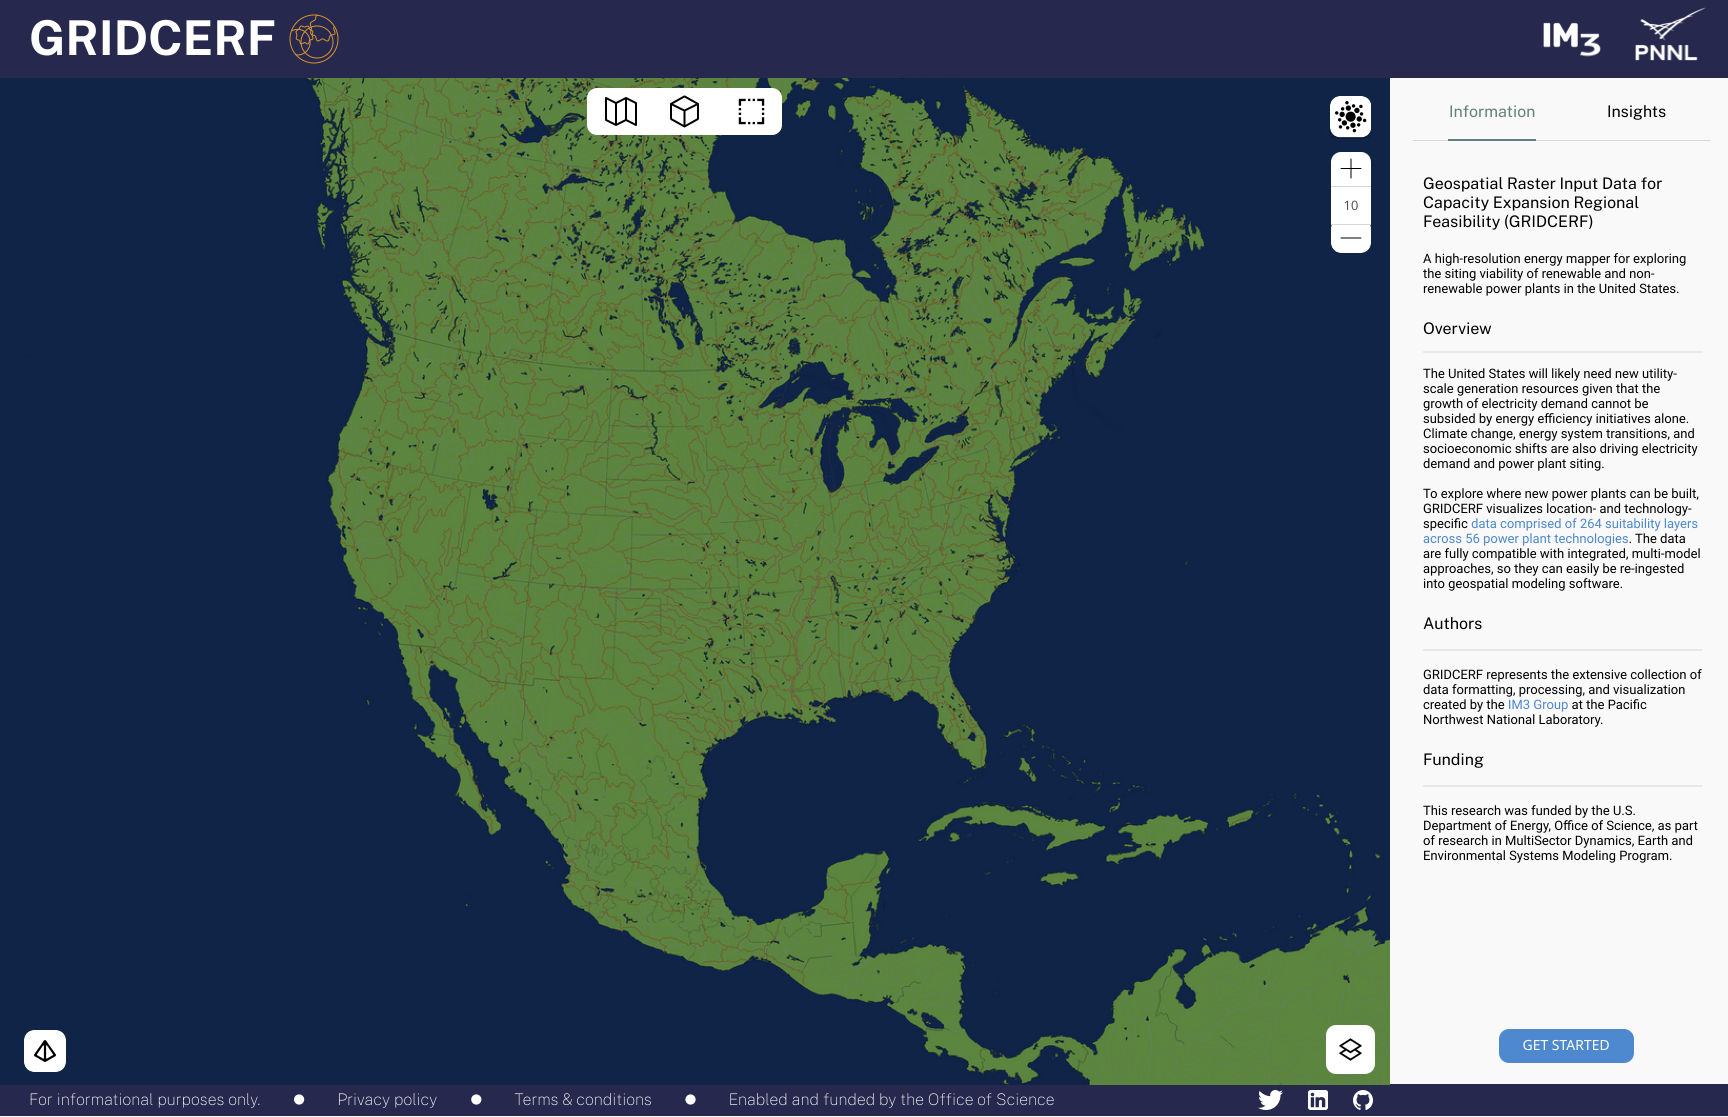 GRIDCERF
IM3
PNNL
Information
Insights
10
Geospatial Raster Input Data for
Capacity Expansion Regional
Feasibility (GRIDCERF)
A high-resolution energy mapper for exploring
the siting viability of renewable and non-
renewable power plants in the United States.
Overview
The United States will likely need new utility-
scale generation resources given that the
growth of electricity demand cannot be
subsided by energy efficiency initiatives alone.
Climate change, energy system transitions, and
socioeconomic shifts are also driving electricity
demand and power plant siting.
To explore where new power plants can be built,
GRIDCERF visualizes location- and technology-
specific data comprised of 264 suitability layers
across 56 power plant technologies. The data
are fully compatible with integrated, multi-model
approaches, so they can easily be re-ingested
into geospatial modeling software.
Authors
GRIDCERF represents the extensive collection of
data formatting, processing, and visualization
created by the IM3 Group at the Pacific
Northwest National Laboratory.
Funding
This research was funded by the U.S.
Department of Energy, Office of Science, as part
of research in MultiSector Dynamics, Earth and
Environmental Systems Modeling Program.
GET STARTED
For informational purposes only.
Privacy policy
Terms & conditions
Enabled and funded by the Office of Science